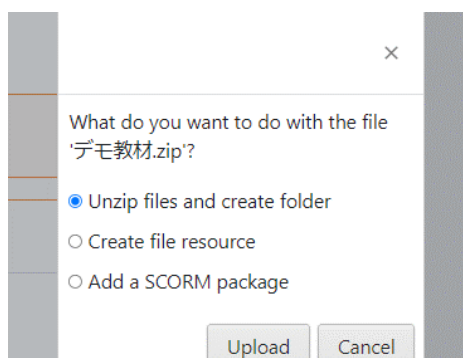 ×
What do you want to do with the file
'デモ教材.zip'?
Unzip files and create folder
Create file resource
Add a SCORM package
Upload Cancel